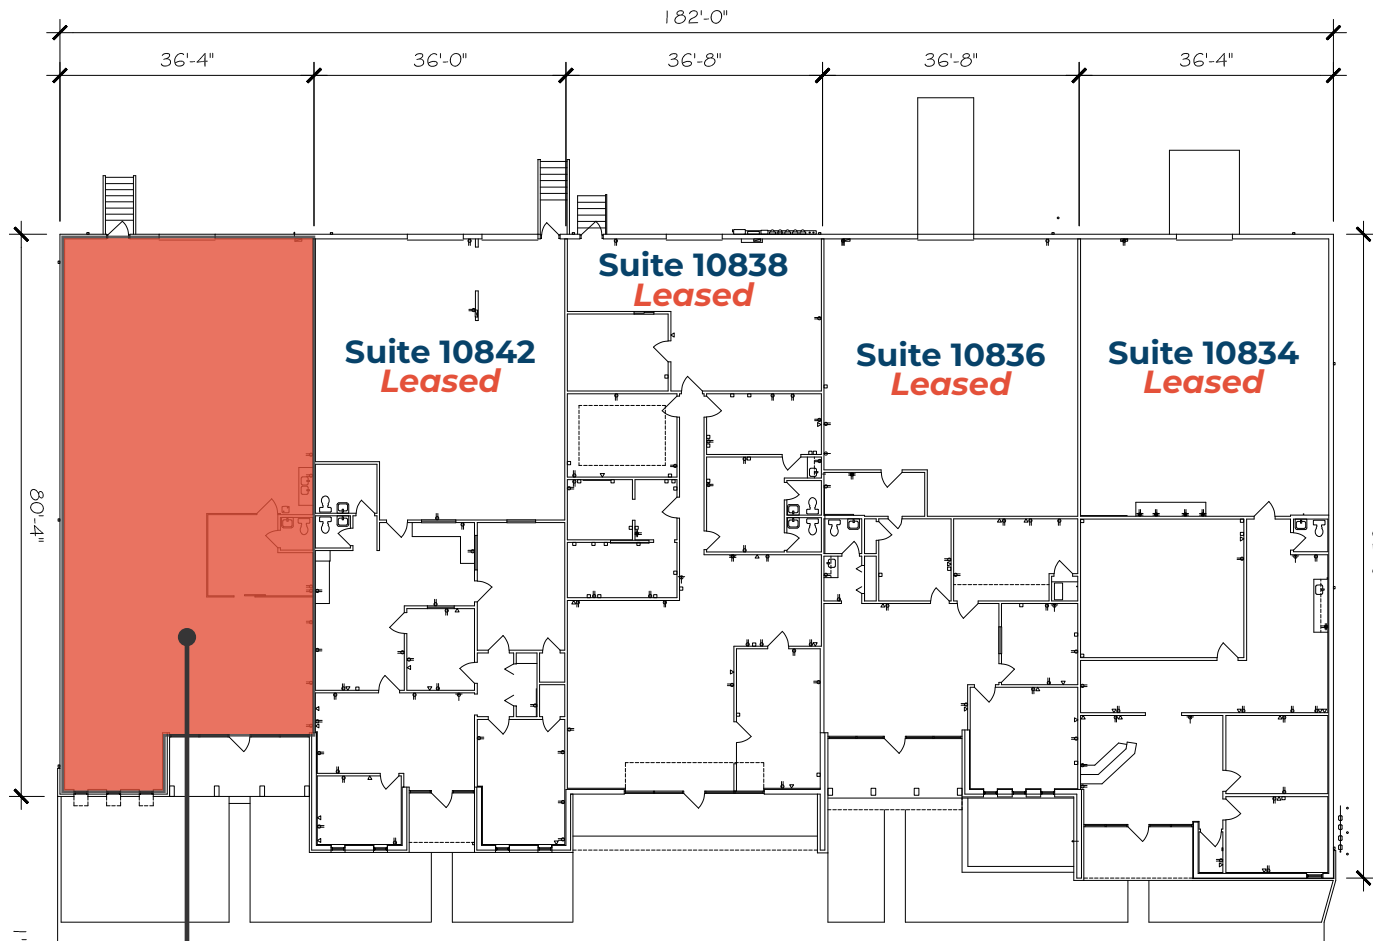 182'-0"
36'-4"
36'-0"
36'-8"
36'-8"
36'-4"
Suite 10838
Leased
Suite 10842
Leased
Suite 10836
Leased
Suite 10834
Leased
80'-4"